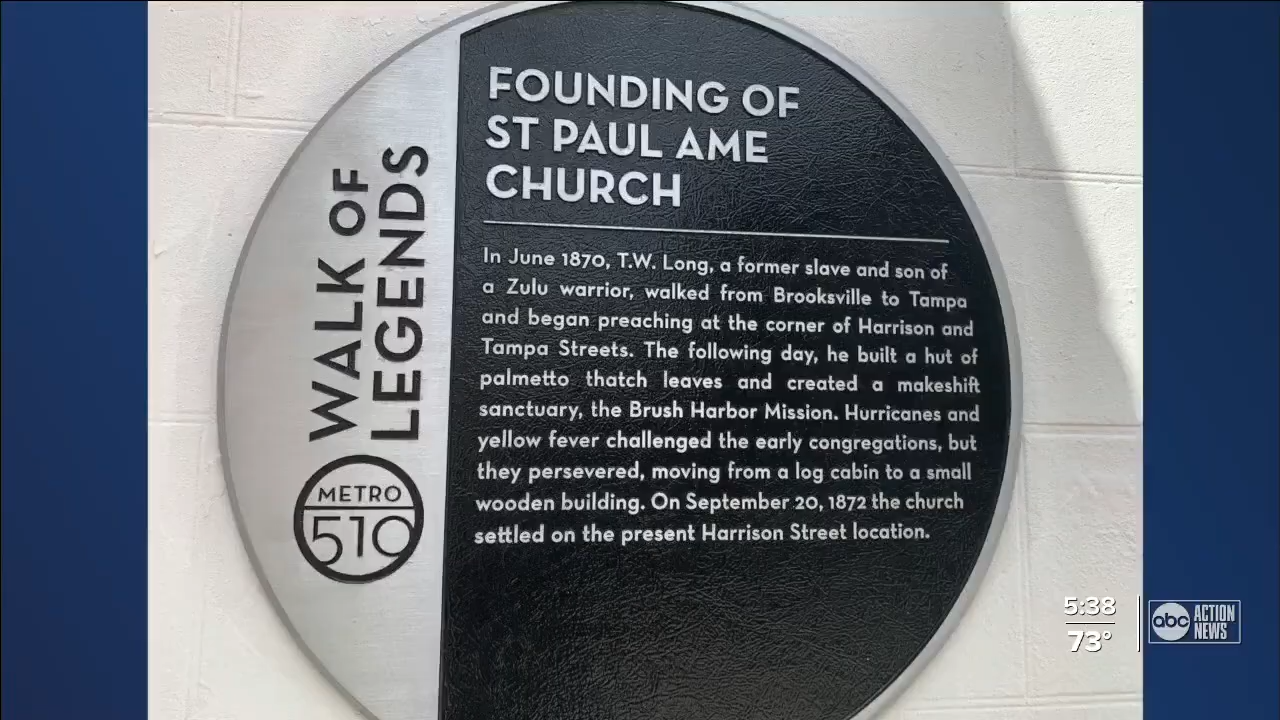 WALK OF
LEGENDS
METRO
510
FOUNDING OF
ST PAUL AME
CHURCH
In June 1870, T.W. Long, a former slave and son of
a Zulu warrior, walked from Brooksville to Tampa
and began preaching at the corner of Harrison and
Tampa Streets. The following day, he built a hut of
palmetto thatch leaves and created a makeshift
sanctuary, the Brush Harbor Mission. Hurricanes and
yellow fever challenged the early congregations, but
they persevered, moving from a log cabin to a small
wooden building. On September 20, 1872 the church
settled on the present Harrison Street location.
5:38
73°
abc ACTION
NEWS